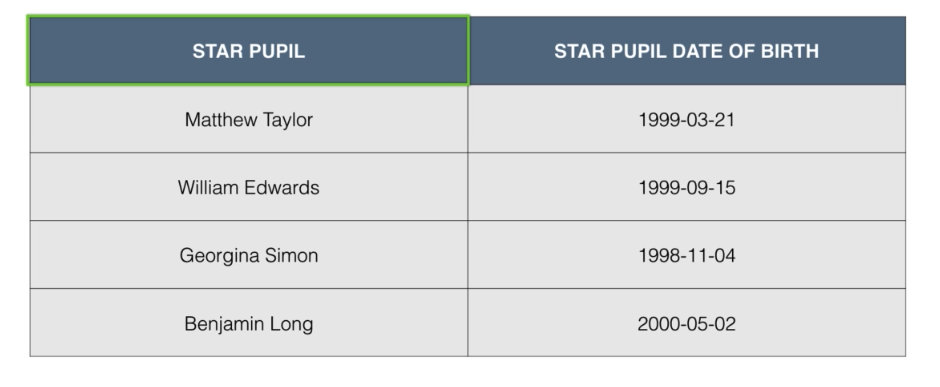 STAR PUPIL STAR PUPIL DATE OF BIRTH
Matthew Taylor 1999-03-21
William Edwards 1999-09-15
Georgina Simon 1998-11-04
Benjamin Long 2000-05-02